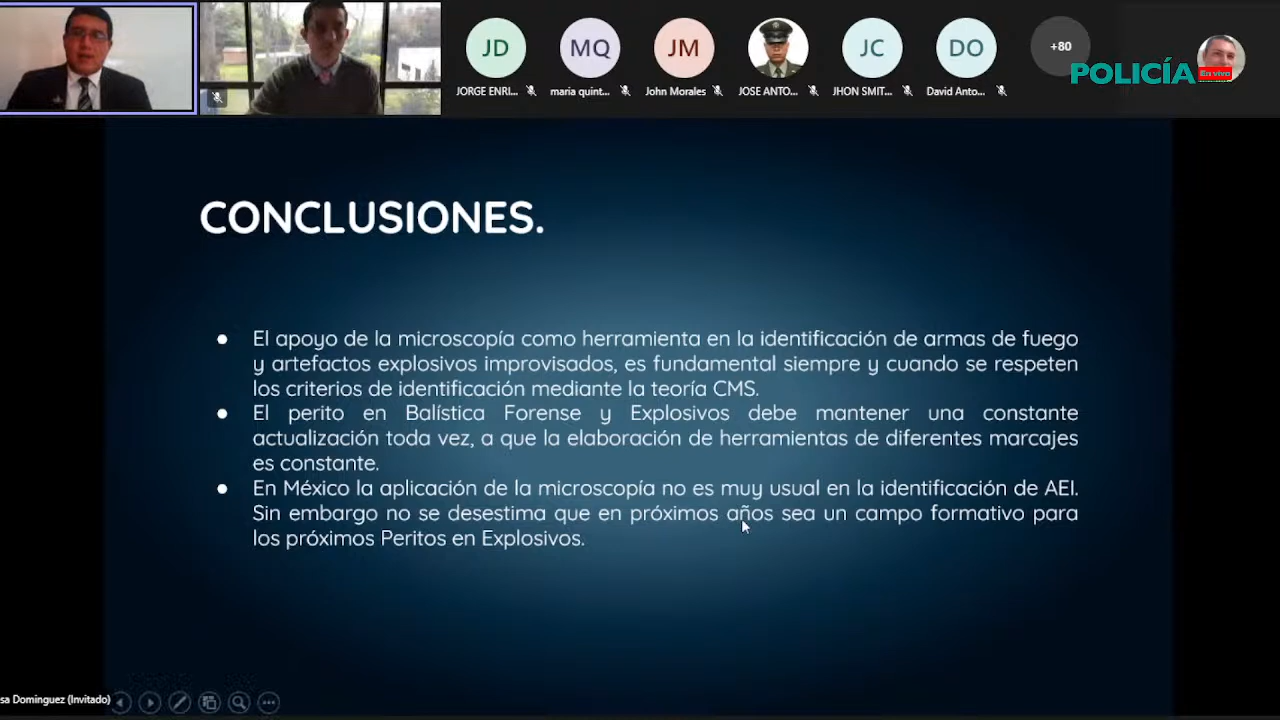 JD
MQ
JM
JC
DO
+80
POLICÍA En vivo
JORGE ENRI...
maria quint...
John Morales
JOSE ANTO...
JHON SMIT...
David Anto...
CONCLUSIONES.
● El apoyo de la microscopía como herramienta en la identificación de armas de fuego
y artefactos explosivos improvisados, es fundamental siempre y cuando se respeten
los criterios de identificación mediante la teoría CMS.
● El perito en Balística Forense y Explosivos debe mantener una constante
actualización toda vez, a que la elaboración de herramientas de diferentes marcajes
es constante.
● En México la aplicación de la microscopía no es muy usual en la identificación de AEI.
Sin embargo no se desestima que en próximos años sea un campo formativo para
los próximos Peritos en Explosivos.
sa Dominguez (Invitado)